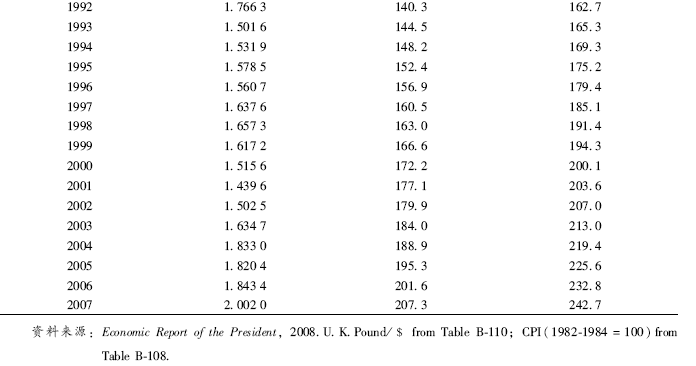 1992 1.766 3 140.3 162.7
1993 1.501 6 144.5 165.3
1994 1.531 9 148.2 169.3
1995 1.578 5 152.4 175.2
1996 1.560 7 156.9 179.4
1997 1.637 6 160.5 185.1
1998 1.657 3 163.0 191.4
1999 1.617 2 166.6 194.3
2000 1.515 6 172.2 200.1
2001 1.439 6 177.1 203.6
2002 1.502 5 179.9 207.0
2003 1.634 7 184.0 213.0
2004 1.833 0 188.9 219.4
2005 1.820 4 195.3 225.6
2006 1.843 4 201.6 232.8
2007 2.002 0 207.3 242.7
资料来源：Economic Report of the President, 2008. U. K. Pound/ $ from Table B-110; CPI (1982-1984 = 100) from
Table B-108.